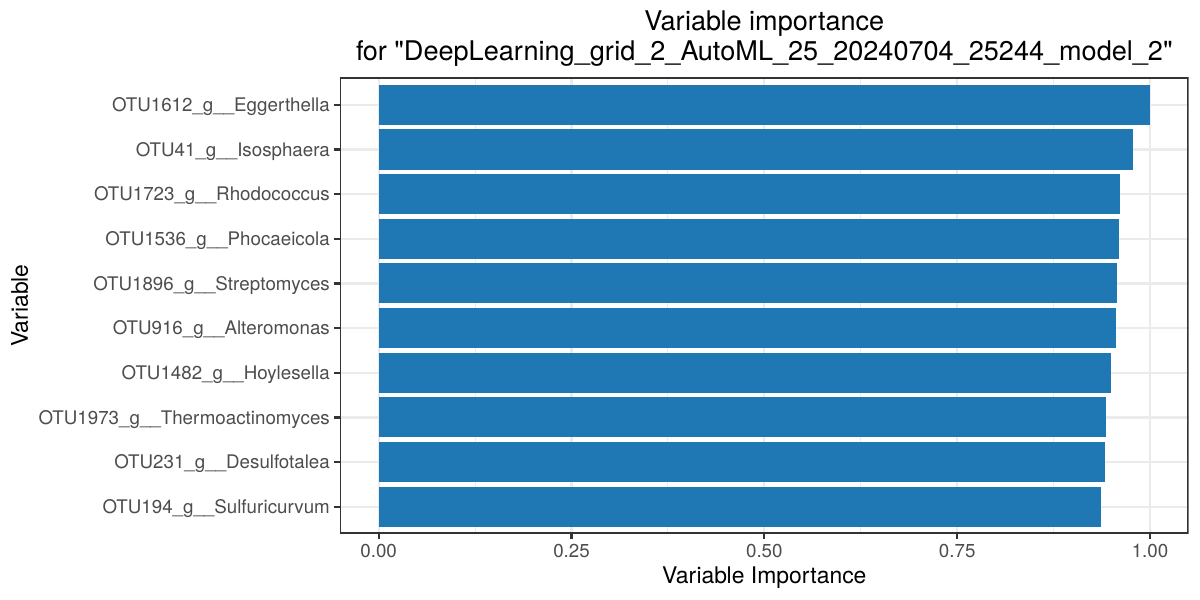 Variable importance
for "DeepLearning_grid_2_AutoML_25_20240704_25244_model_2"
Variable
OTU1612_g__Eggerthella
OTU41_g__Isosphaera
OTU1723_g__Rhodococcus
OTU1536_g__Phocaeicola
OTU1896_g__Streptomyces
OTU916_g__Alteromonas
OTU1482_g__Hoylesella
OTU1973_g__Thermoactinomyces
OTU231_g__Desulfotalea
OTU194_g__Sulfuricurvum
0.00 0.25 0.50 0.75 1.00
Variable Importance